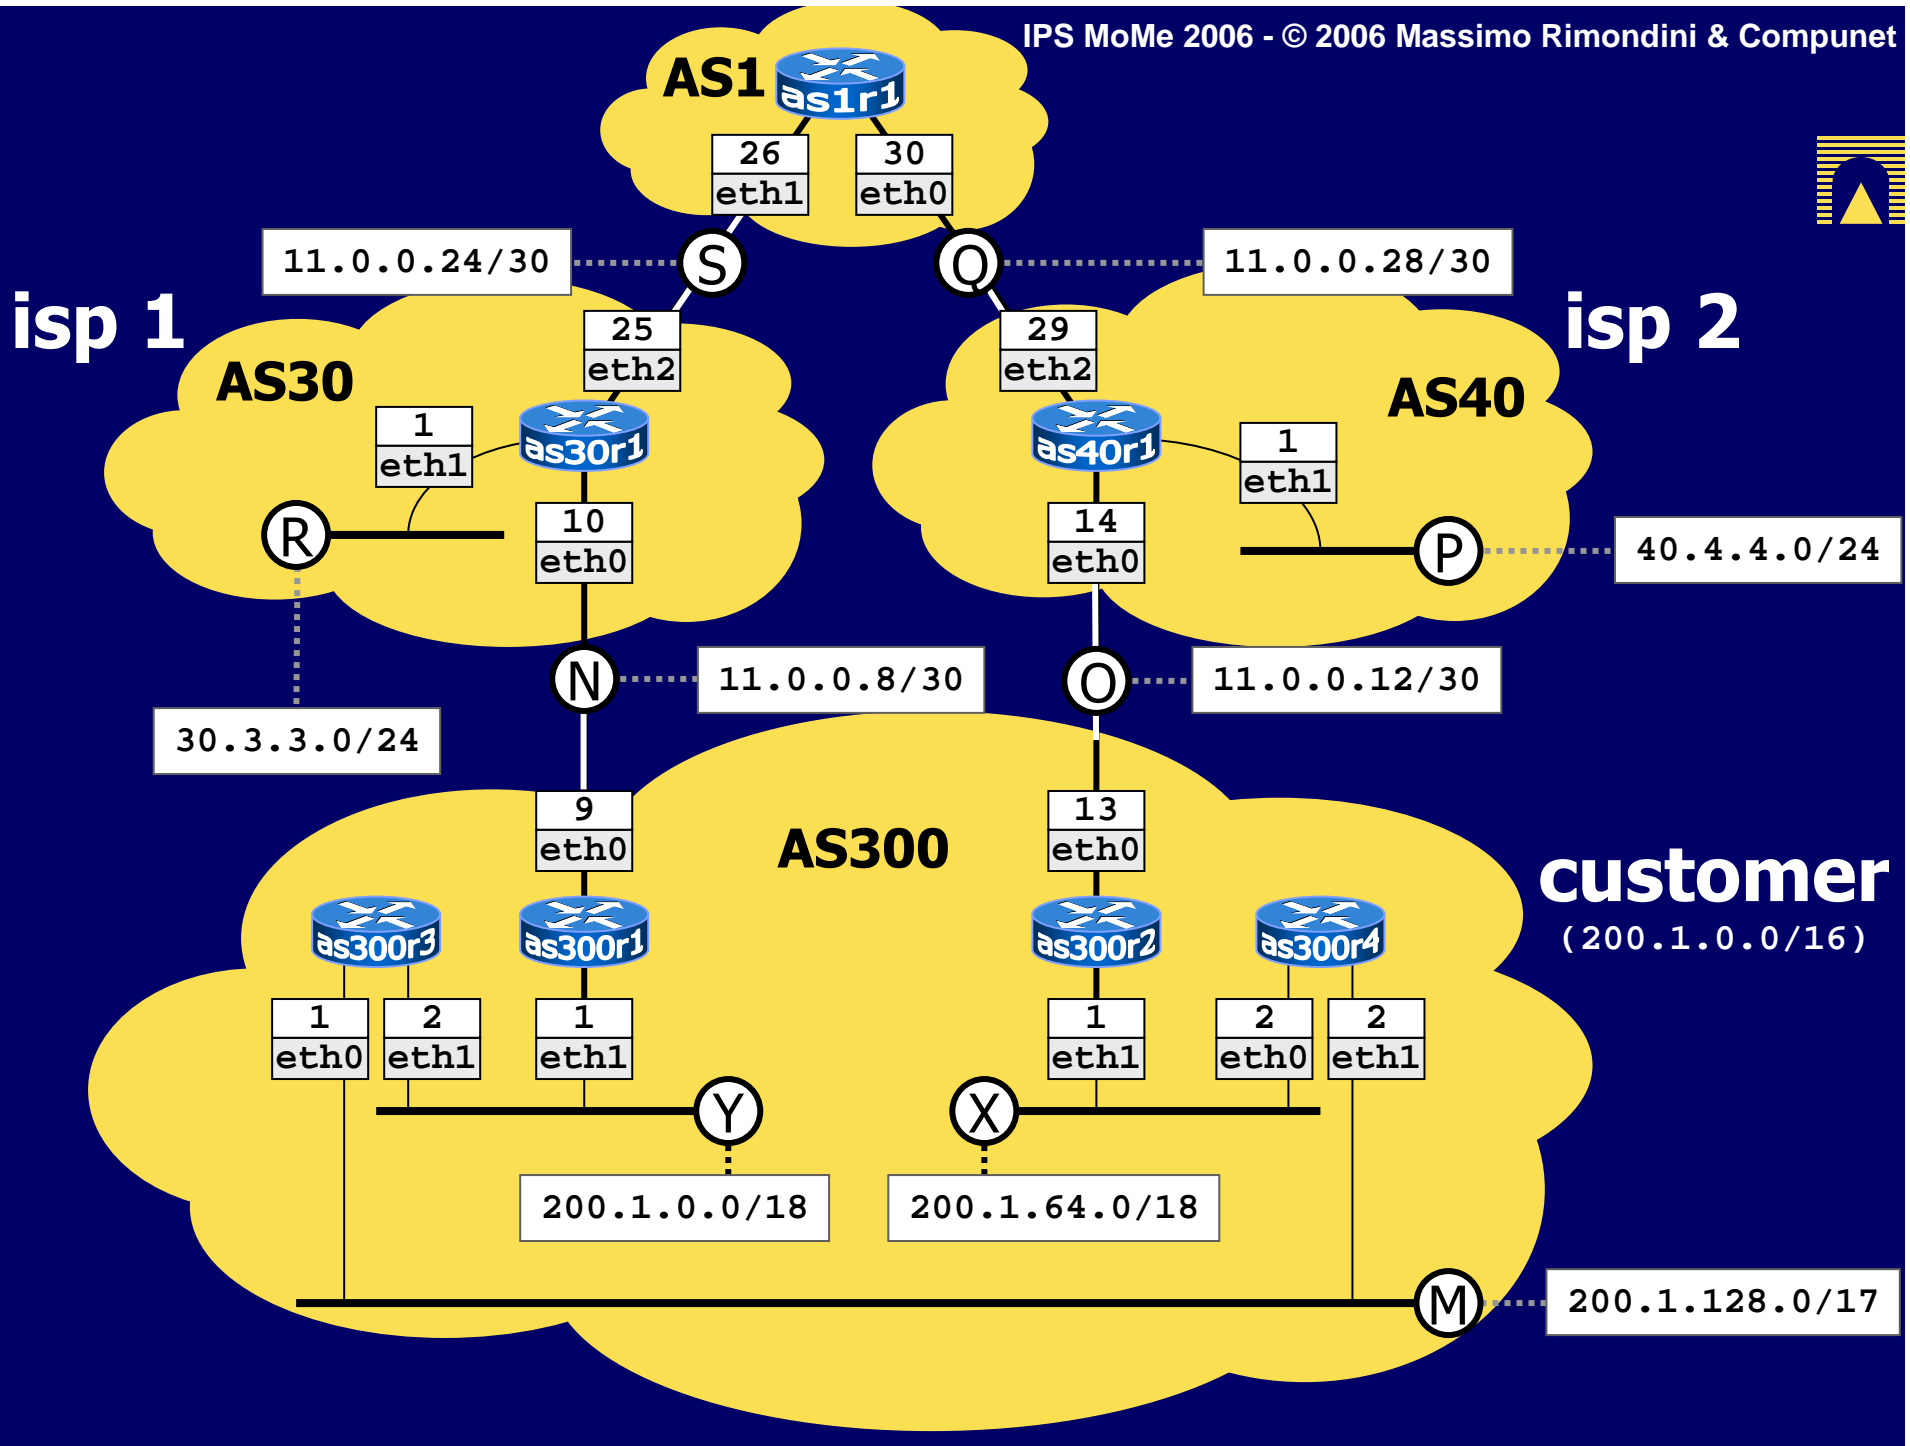 IPS MoMe 2006 - © 2006 Massimo Rimondini & Compunet
AS1
as1r1
26
eth1
30
eth0
11.0.0.24/30
S
Q
11.0.0.28/30
isp 1
isp 2
25
eth2
29
eth2
AS30
AS40
1
eth1
as30r1
as40r1
1
eth1
R
10
eth0
14
eth0
P
40.4.4.0/24
N
11.0.0.8/30
O
11.0.0.12/30
30.3.3.0/24
9
eth0
AS300
13
eth0
customer
(200.1.0.0/16)
as300r3
as300r1
as300r2
as300r4
1
eth0
2
eth1
1
eth1
1
eth1
2
eth0
2
eth1
Y
X
200.1.0.0/18
200.1.64.0/18
M
200.1.128.0/17